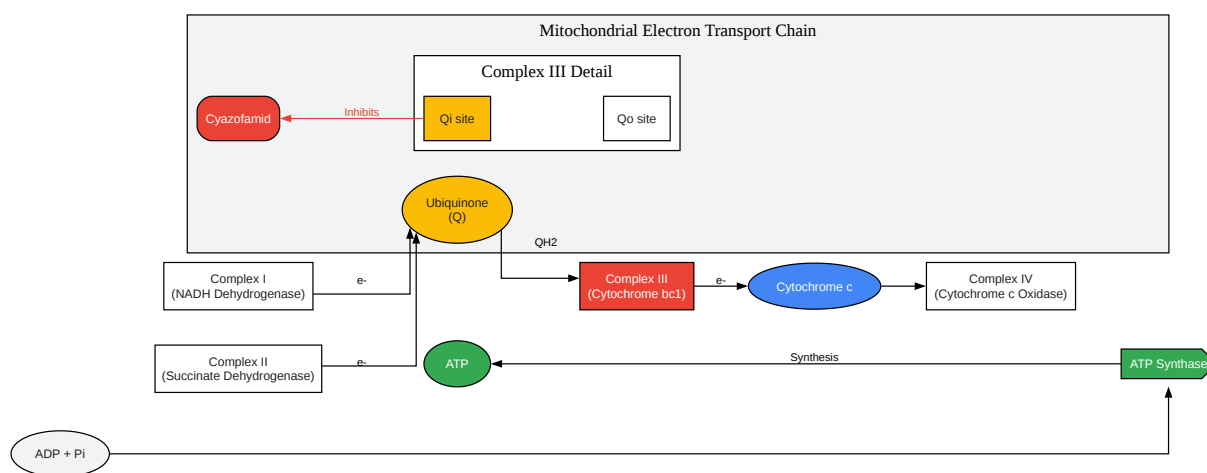 Mitochondrial Electron Transport Chain
Complex III Detail
Cyazofamid
Inhibits
Qi site
Qo site
Ubiquinone
(Q)
QH2
Complex I
(NADH Dehydrogenase)
e-
Complex III
(Cytochrome bc1)
e-
Cytochrome c
Complex IV
(Cytochrome c Oxidase)
Complex II
(Succinate Dehydrogenase)
e-
ATP
Synthesis
ATP Synthase
ADP + Pi